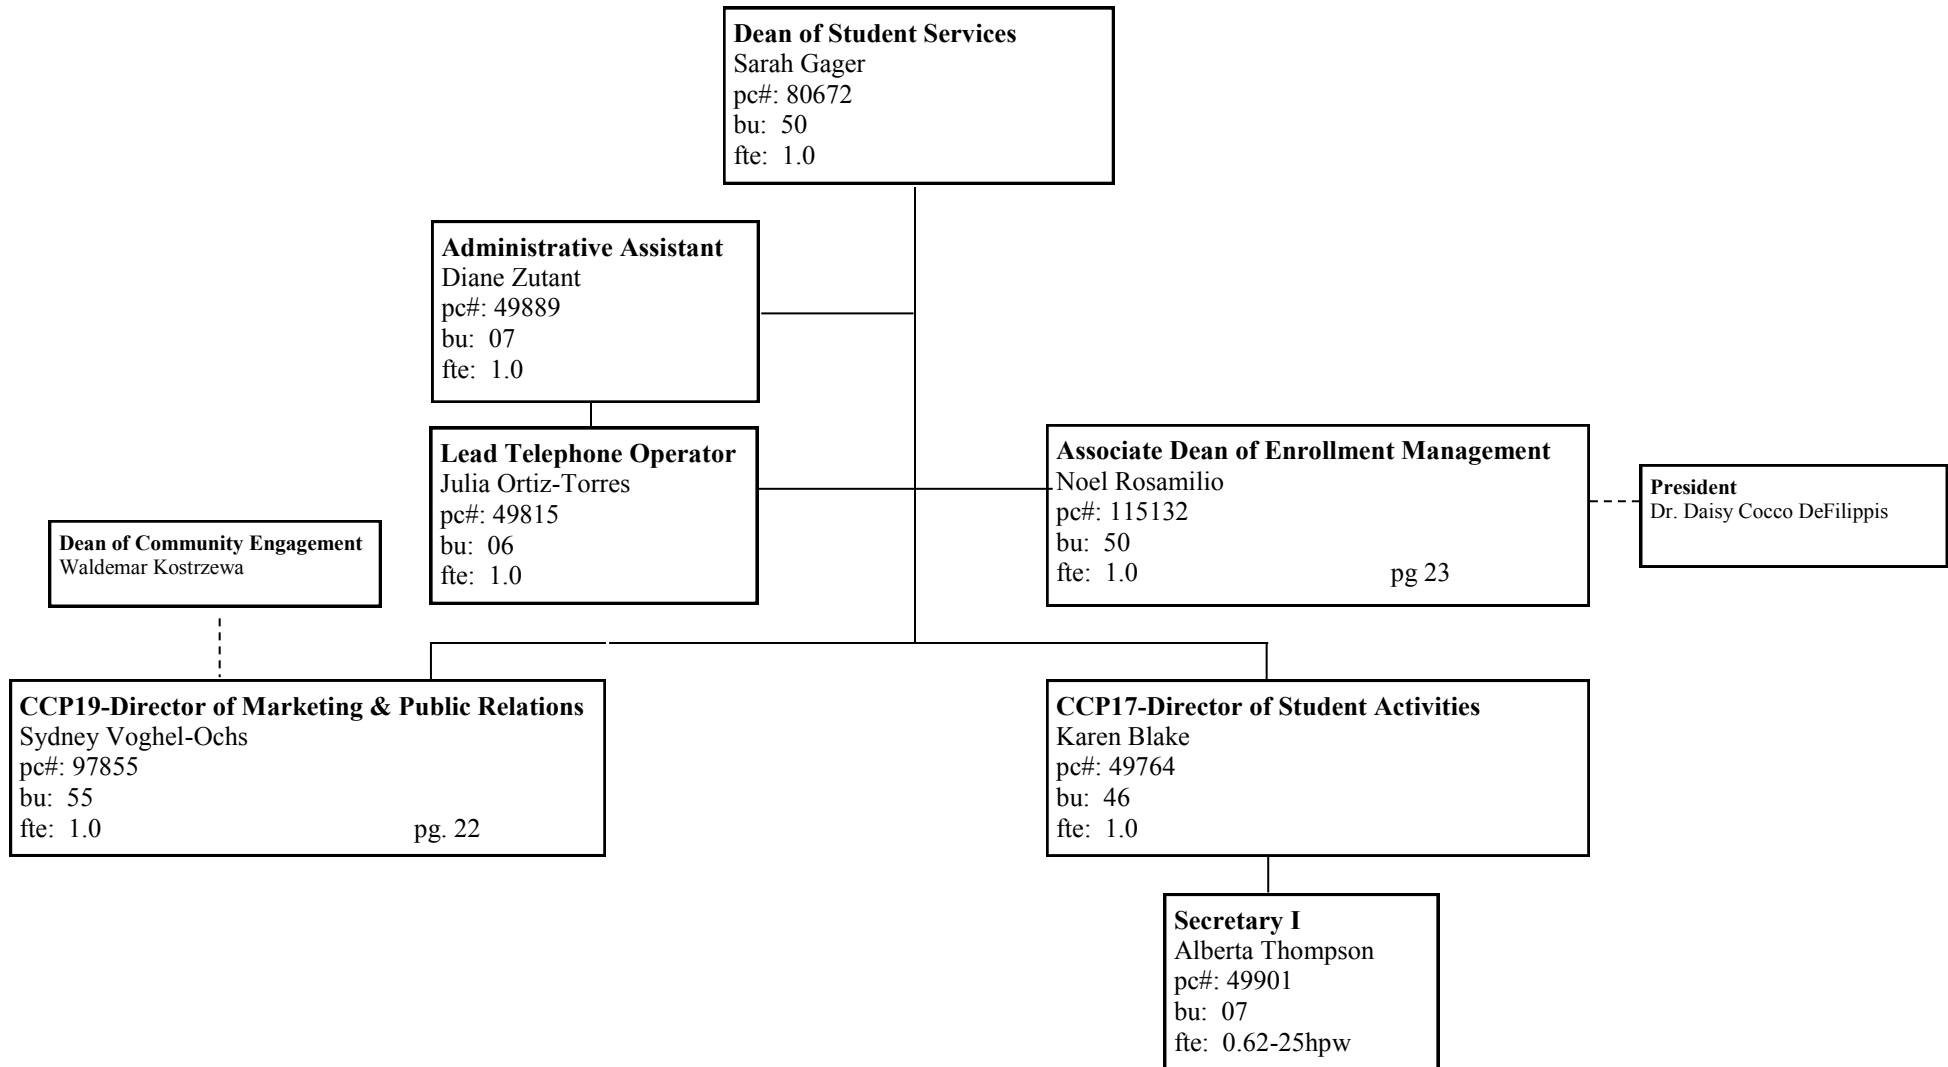 Dean of Student Services
Sarah Gager
pc#: 80672
bu:  50
fte:  1.0
Administrative Assistant
Diane Zutant
pc#: 49889
bu:  07
fte:  1.0
Lead Telephone Operator
Julia Ortiz-Torres
pc#: 49815
bu:  06
fte:  1.0
Associate Dean of Enrollment Management
Noel Rosamilio
pc#: 115132
bu:  50
fte:  1.0 pg 23
President
Dr. Daisy Cocco DeFilippis
Dean of Community Engagement
Waldemar Kostrzewa
CCP19-Director of Marketing & Public Relations
Sydney Voghel-Ochs
pc#: 97855
bu:  55
fte:  1.0 pg. 22
CCP17-Director of Student Activities
Karen Blake
pc#: 49764
bu:  46
fte:  1.0
Secretary I
Alberta Thompson
pc#: 49901
bu:  07
fte:  0.62-25hpw